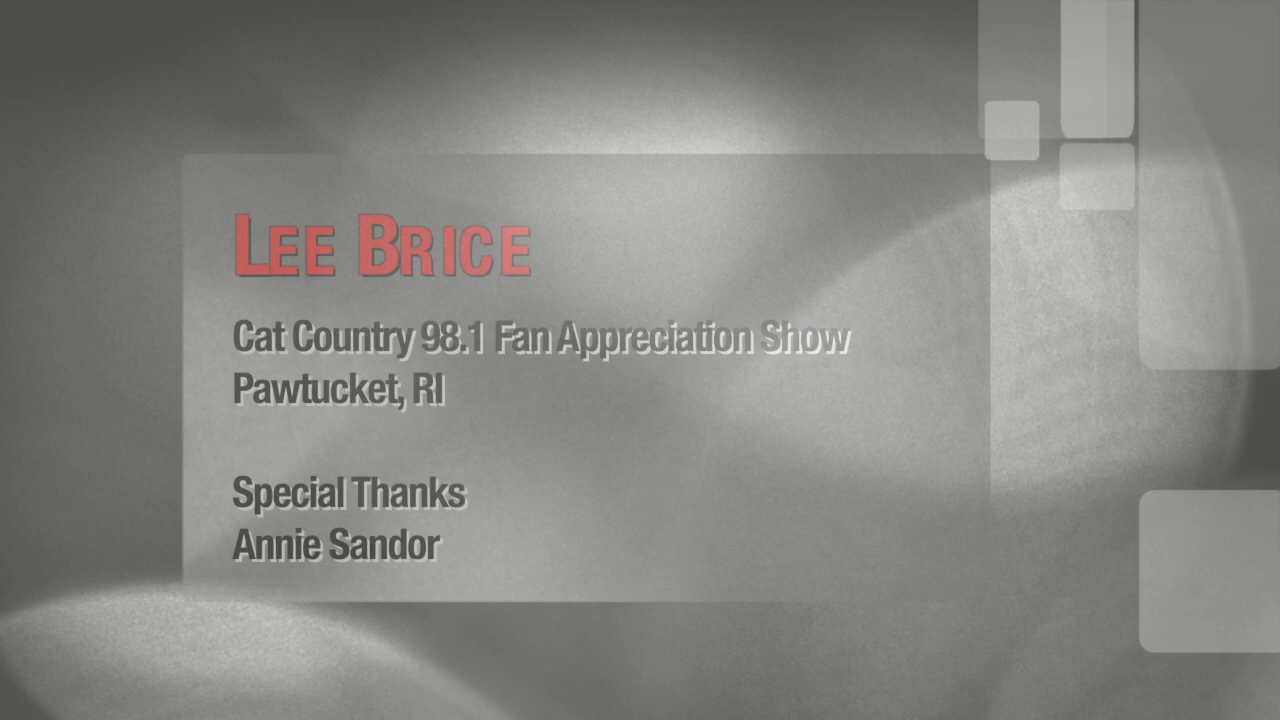 LEE BRICE
Cat Country 98.1 Fan Appreciation Show
Pawtucket, RI
Special Thanks
Annie Sandor